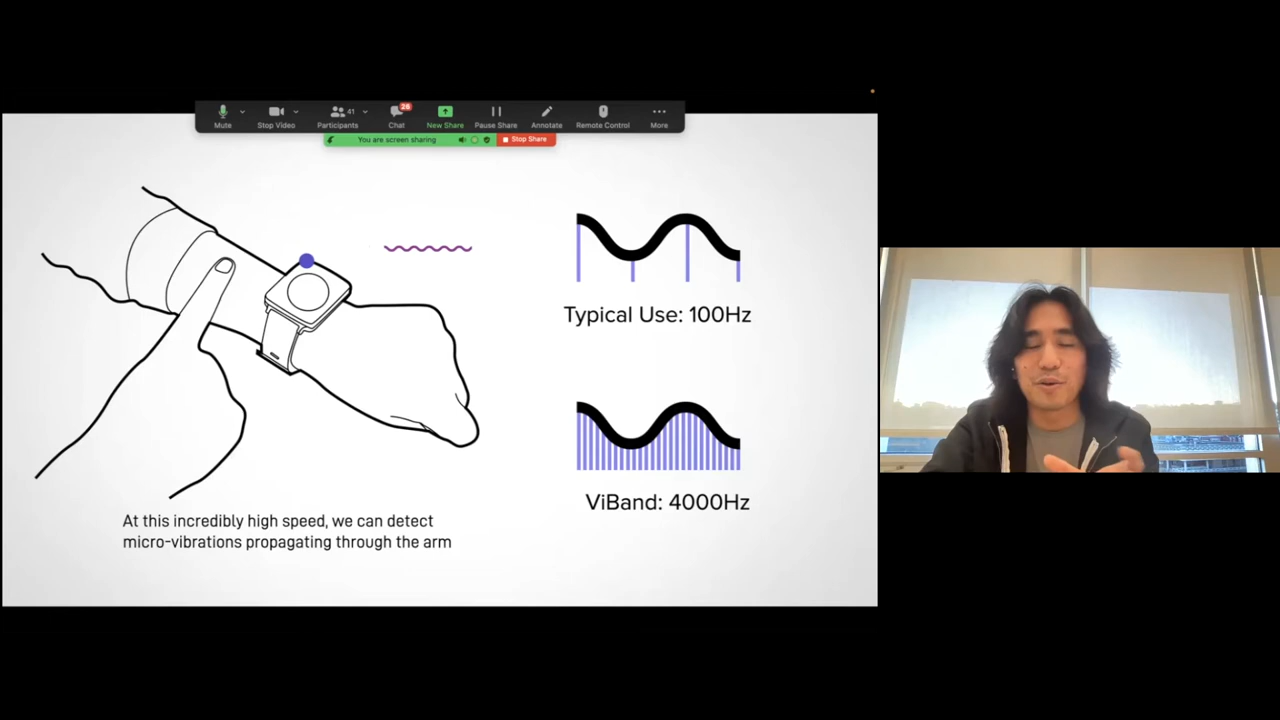 41
26
Mute
Stop Video
Participants
Chat
New Share
Pause Share
Annotate
Remote Control
More
You are screen sharing
Stop Share
Typical Use: 100Hz
ViBand: 4000Hz
At this incredibly high speed, we can detect
micro-vibrations propagating through the arm